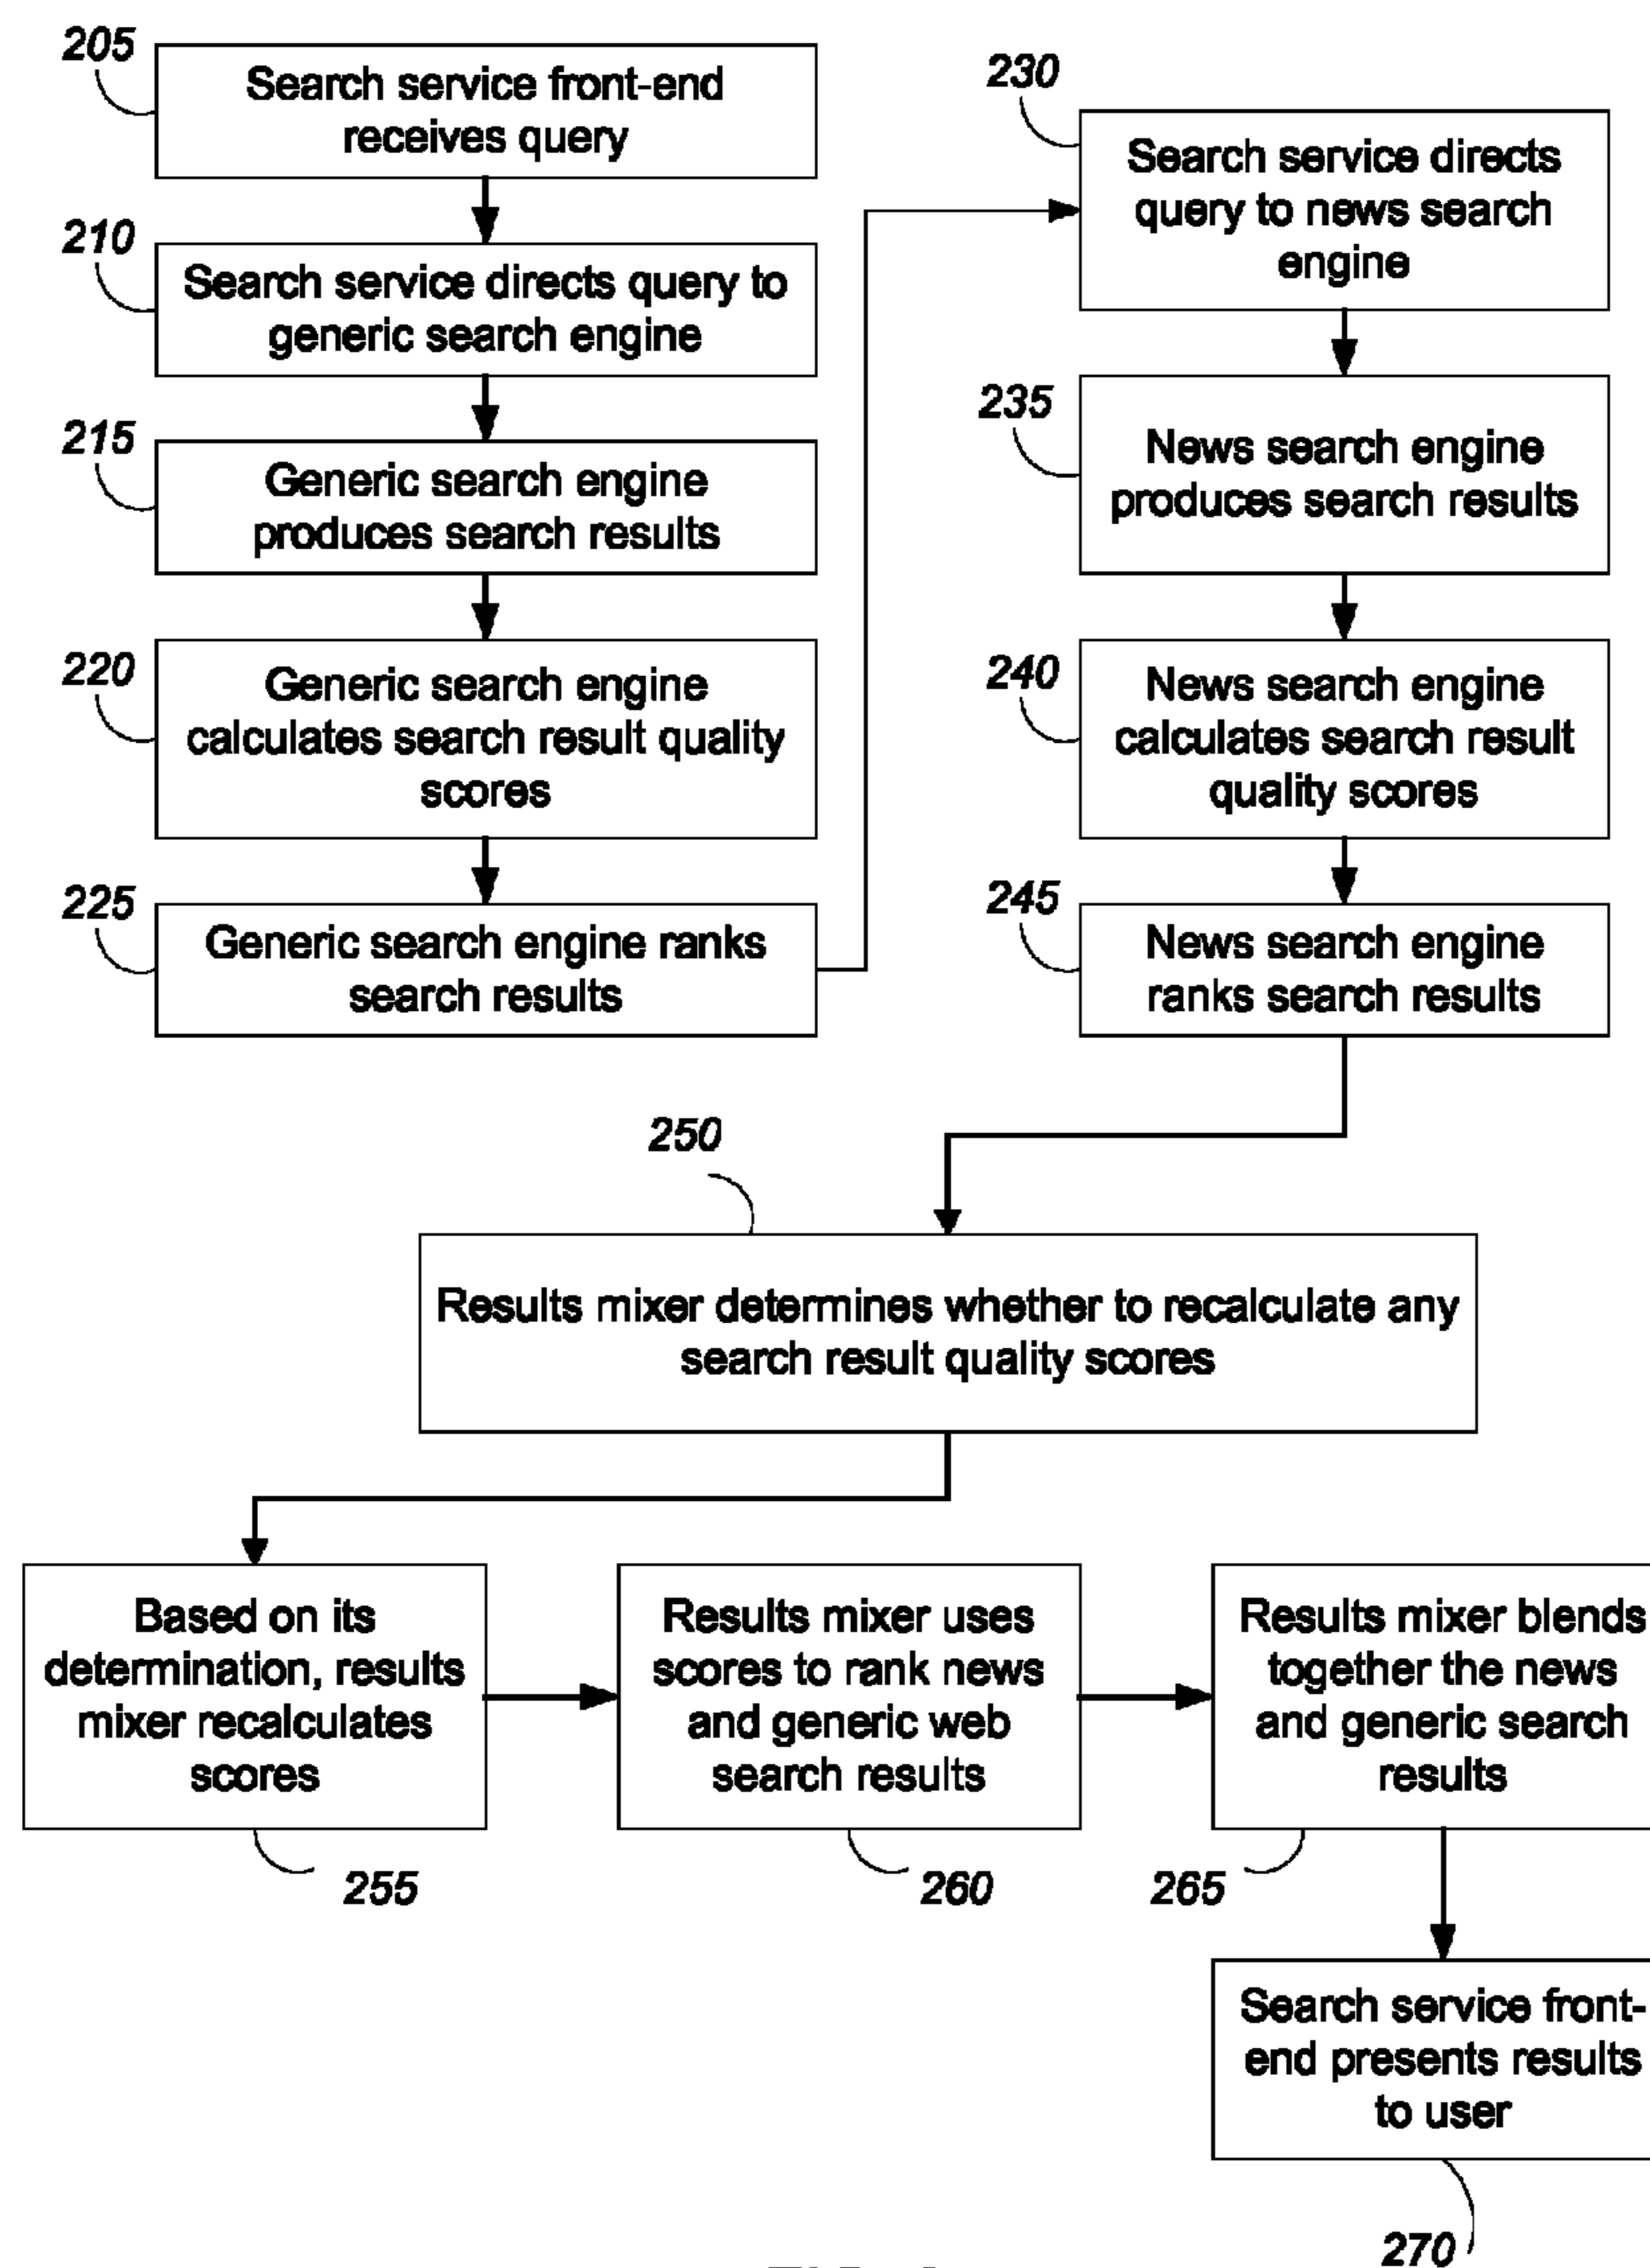 205
Search service front-end
receives query
210
Search service directs query to
generic search engine
215
Generic search engine
produces search results
220
Generic search engine
calculates search result quality
scores
225
Generic search engine ranks
search results
230
Search service directs
query to news search
engine
235
News search engine
produces search results
240
News search engine
calculates search result
quality scores
245
News search engine
ranks search results
250
Results mixer determines whether to recalculate any
search result quality scores
Based on its
determination, results
mixer recalculates
scores
255
Results mixer uses
scores to rank news
and generic web
search results
260
Results mixer blends
together the news
and generic search
results
265
Search service front-
end presents results
to user
270